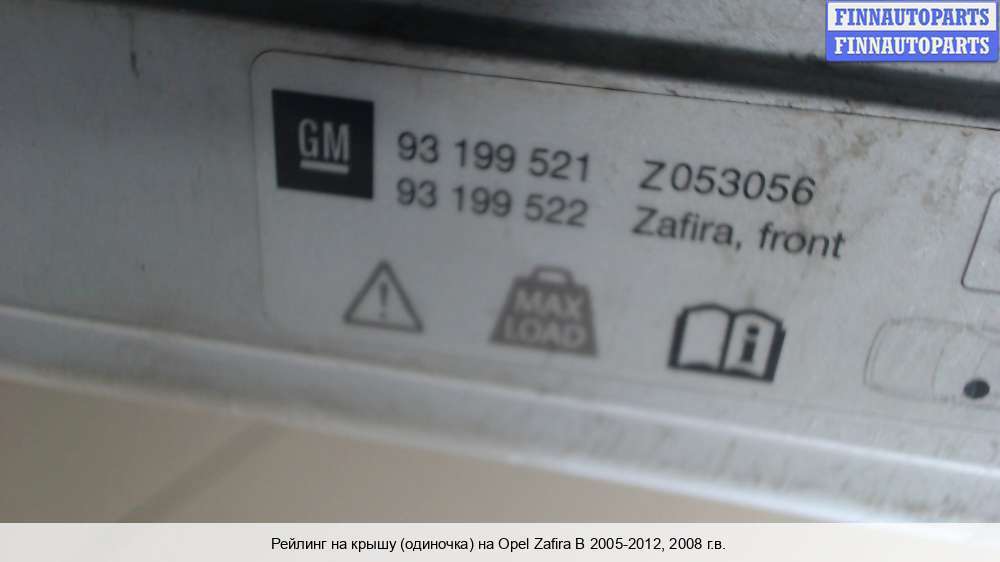 FINNAUTOPARTS
FINNAUTOPARTS
GM
93 199 521 Z053056
93 199 522 Zafira, front
MAX
LOAD
i
Рейлинг на крышу (одиночка) на Opel Zafira B 2005-2012, 2008 г.в.